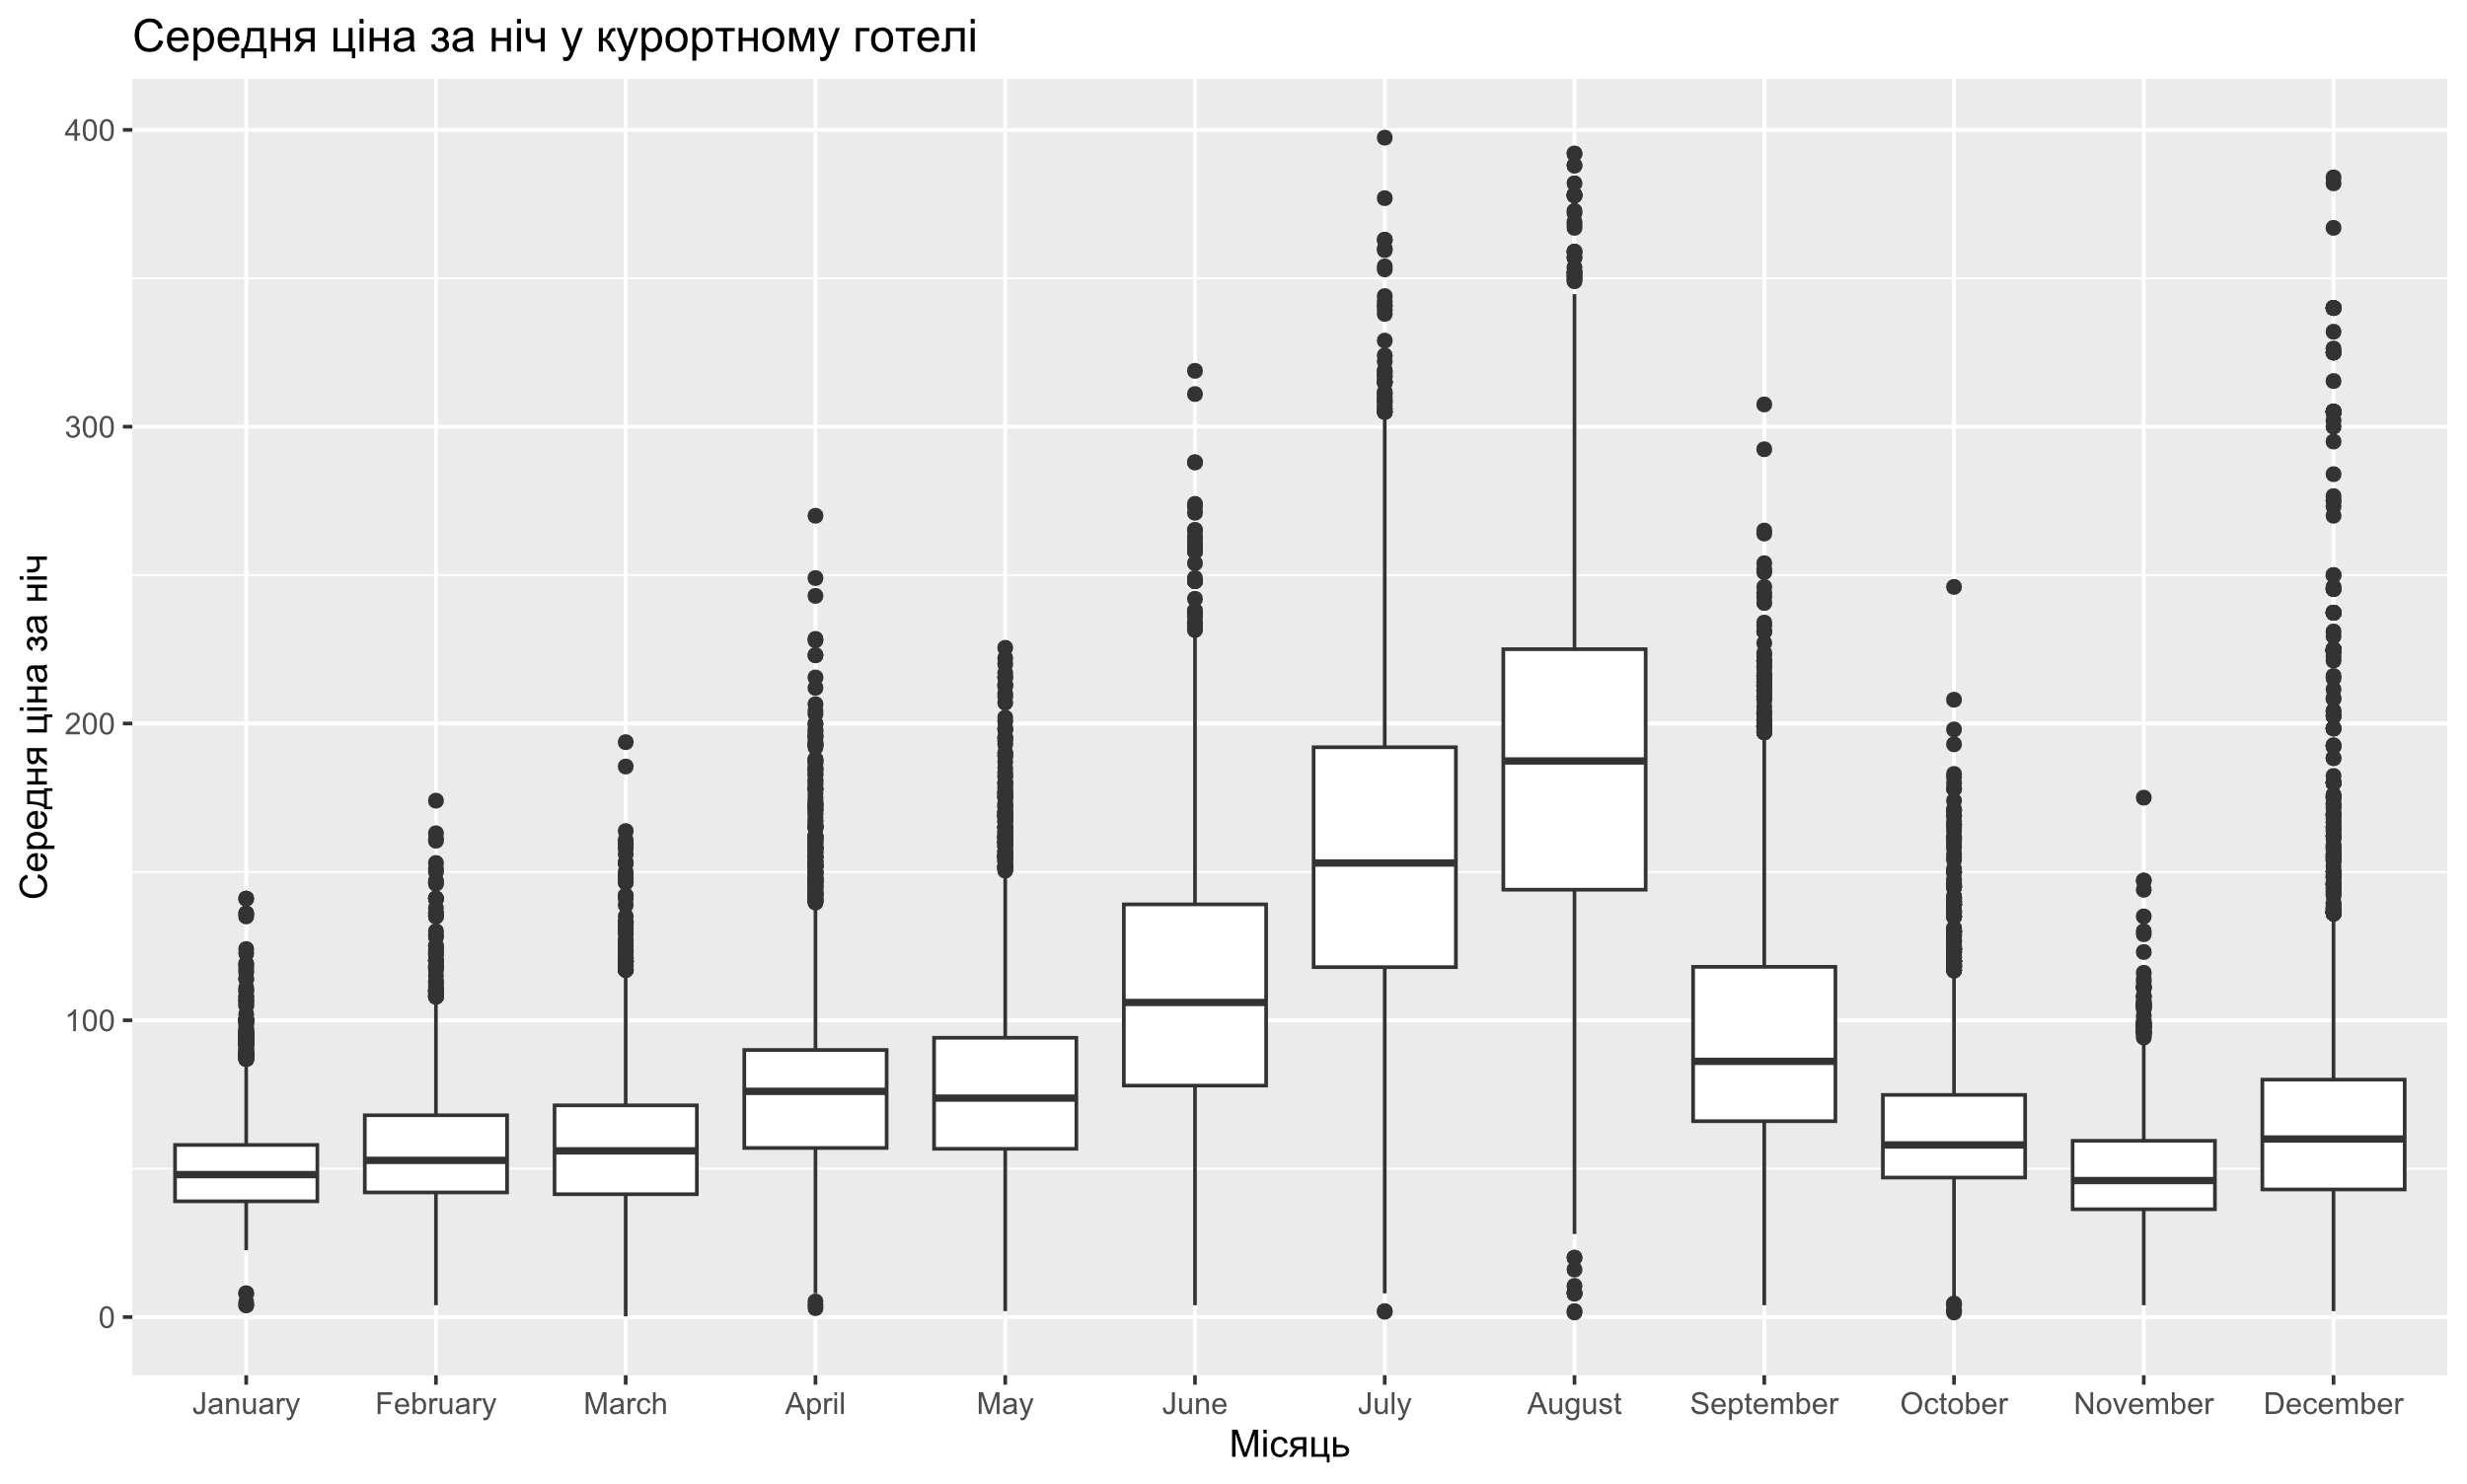 Середня ціна за ніч у курортному готелі
Середня ціна за ніч
400
300
200
100
0
January February March April May June July August September October November December
Місяць